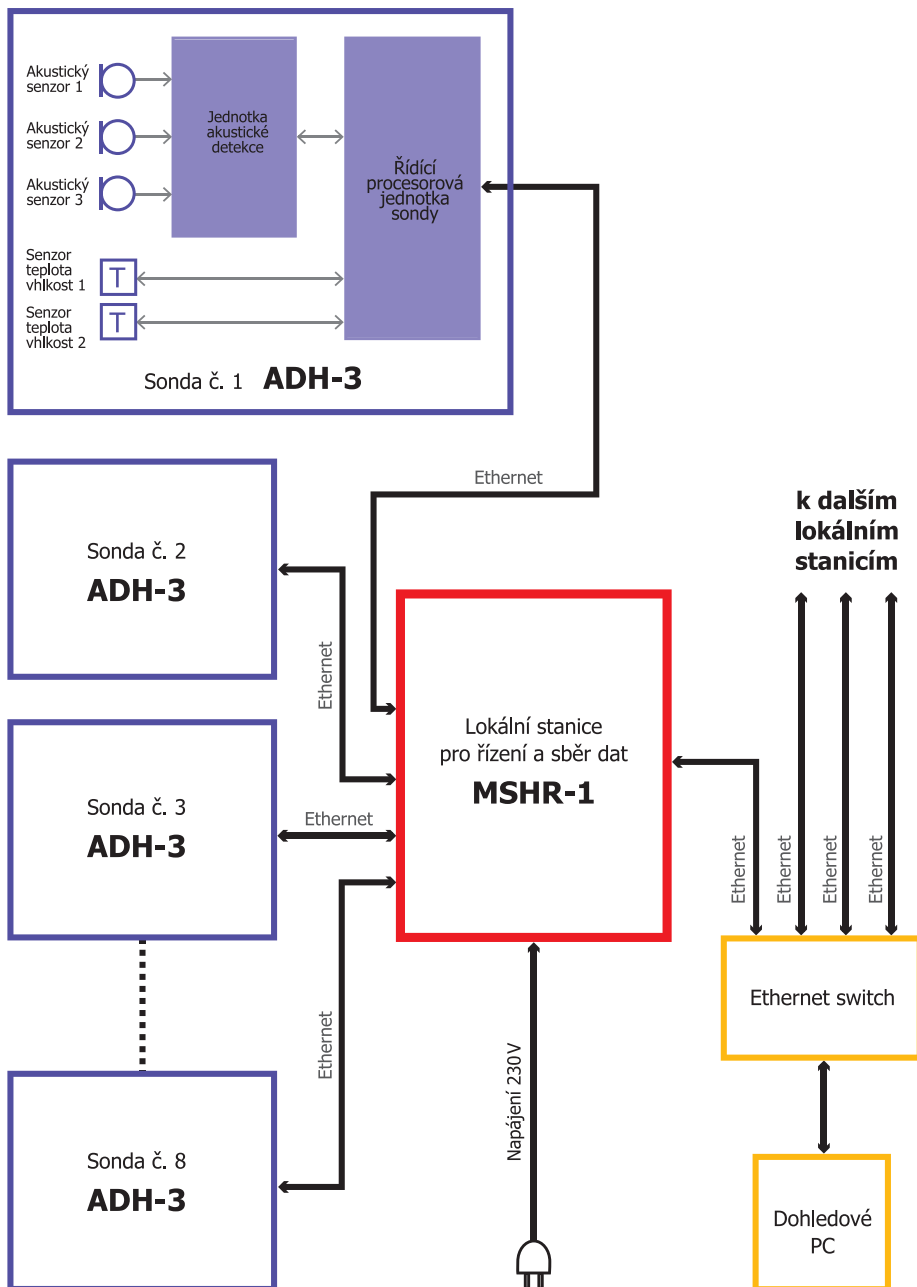 Akustický
senzor 1
Akustický
senzor 2
Akustický
senzor 3
Jednotka
akustické
detekce
Řídící
procesorová
jednotka
sondy
Senzor
teplota
vhlkost 1
T
Senzor
teplota
vhlkost 2
T
Sonda č. 1 ADH-3
Ethernet
k dalším
lokálním
stanicím
Sonda č. 2
ADH-3
Ethernet
Lokální stanice
pro řízení a sběr dat
MSHR-1
Sonda č. 3
ADH-3
Ethernet
Ethernet
Ethernet
Ethernet
Ethernet
Ethernet
Ethernet switch
Napájení 230 V
Sonda č. 8
ADH-3
Dohledové
PC